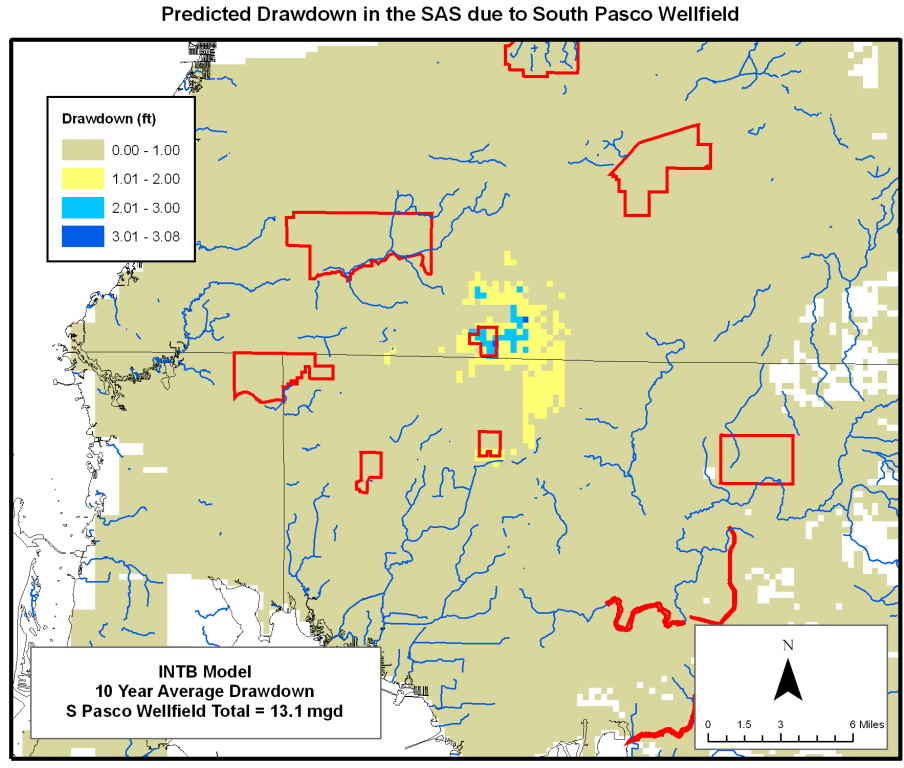 Predicted Drawdown in the SAS due to South Pasco Wellfield
Drawdown (ft)
0.00 - 1.00
1.01 - 2.00
2.01 - 3.00
3.01 - 3.08
INTB Model
10 Year Average Drawdown
S Pasco Wellfield Total = 13.1 mgd
N
0 1.5 3 6 Miles